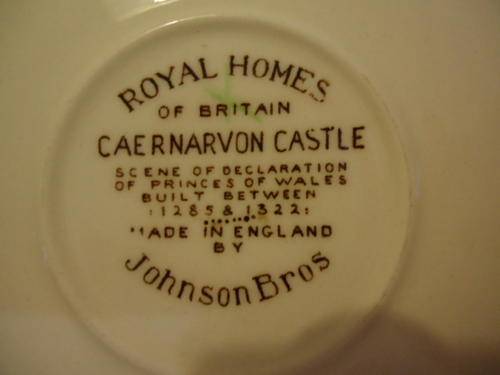 ROYAL HOMES
OF BRITAIN
CAERNARVON CASTLE
SCENE OF DECLARATION
OF PRINCES OF WALES
BUILT BETWEEN
:1285 & 1322:
MADE IN ENGLAND
BY
Johnson Bros